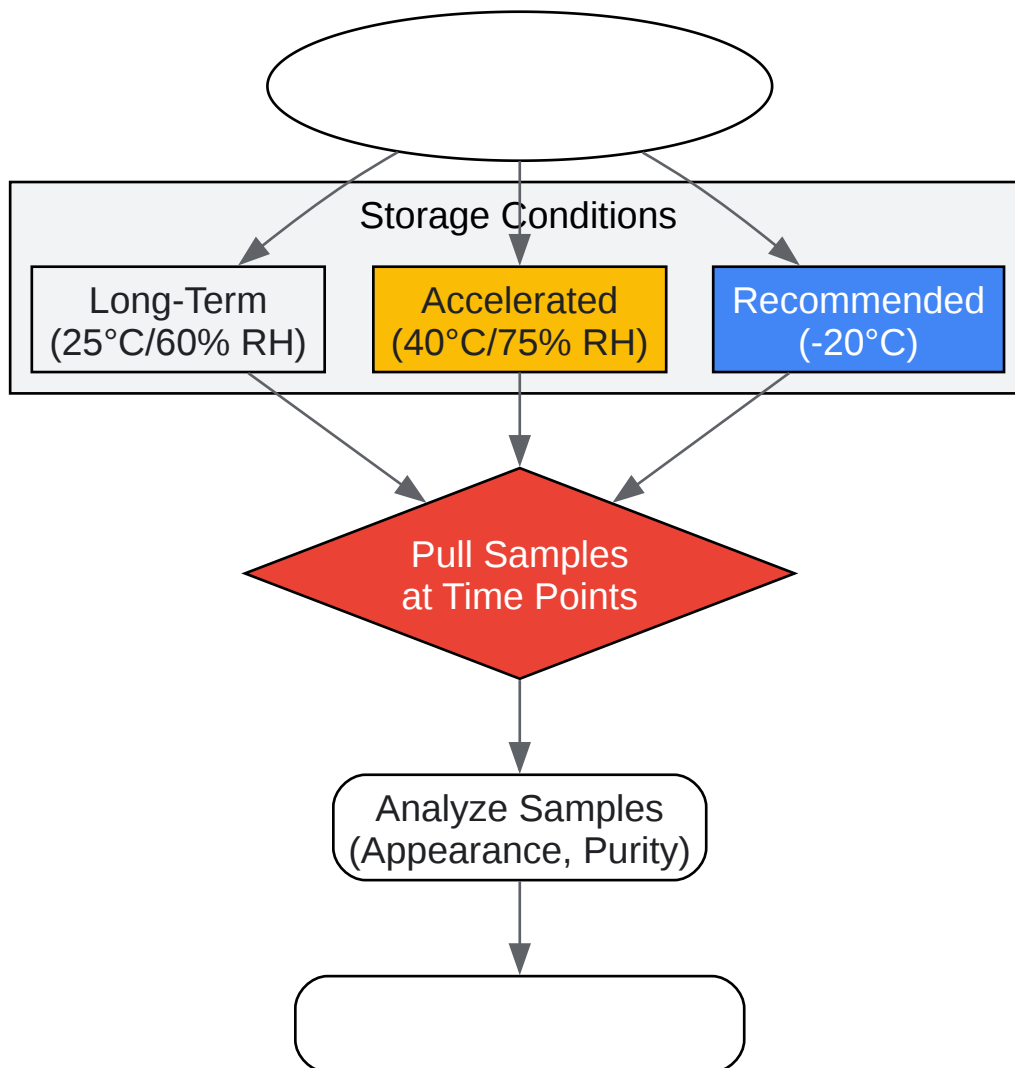 Storage Conditions
Long-Term
(25°C/60% RH)
Accelerated
(40°C/75% RH)
Recommended
(-20°C)
Pull Samples
at Time Points
Analyze Samples
(Appearance, Purity)